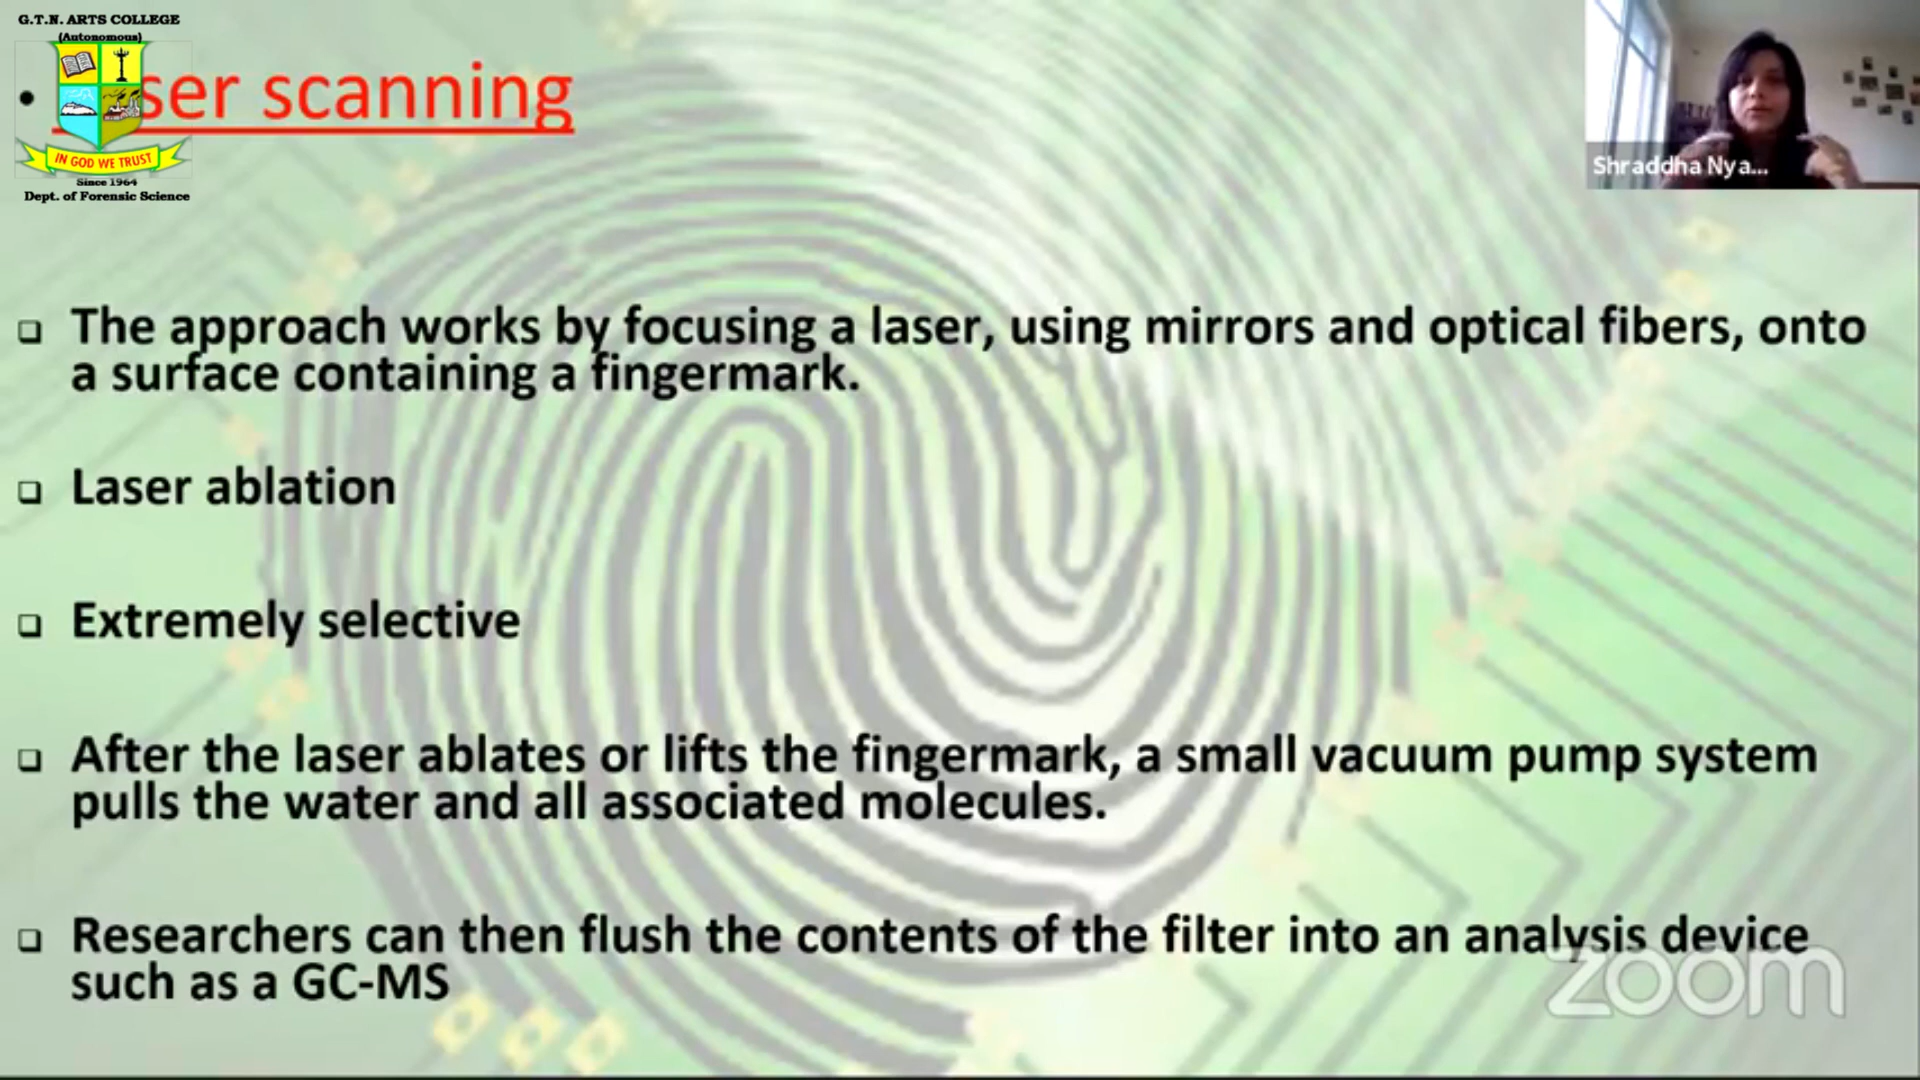 G.T.N. ARTS COLLEGE
(Autonomous)
ser scanning
IN GOD WE TRUST
Since 1964
Dept. of Forensic Science
Shraddha Nya...
The approach works by focusing a laser, using mirrors and optical fibers, onto
a surface containing a fingermark.
Laser ablation
Extremely selective
After the laser ablates or lifts the fingermark, a small vacuum pump system
pulls the water and all associated molecules.
Researchers can then flush the contents of the filter into an analysis device
such as a GC-MS
zoom